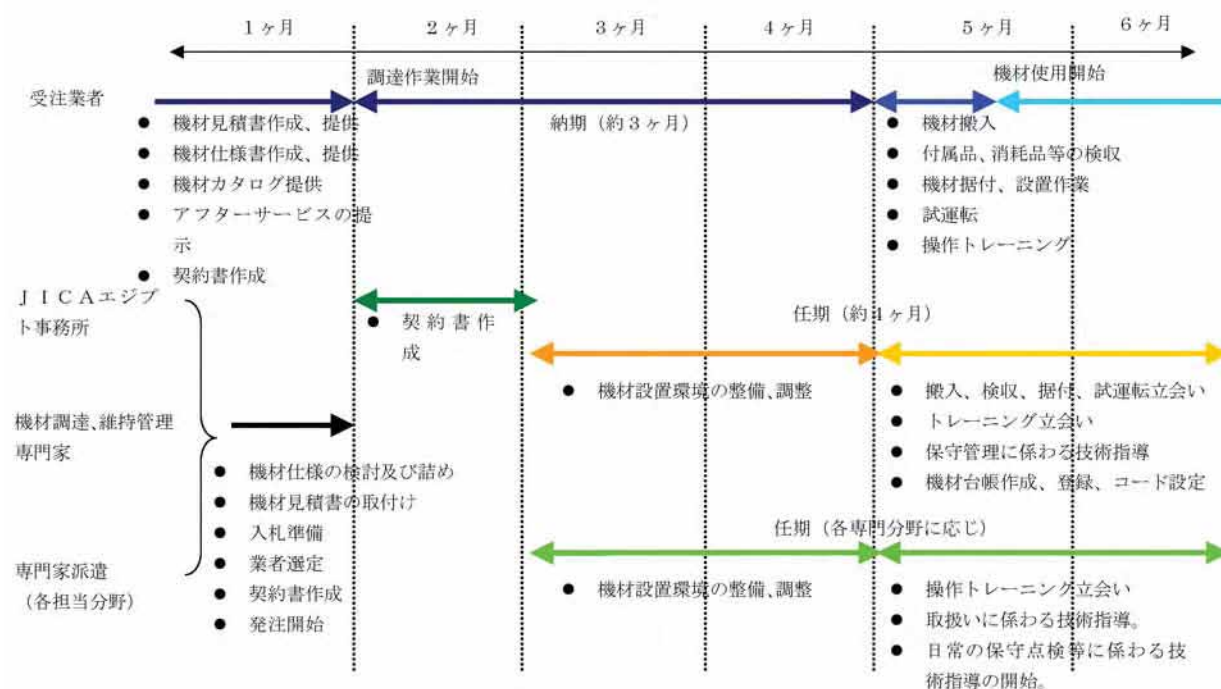 1ヶ月 2ヶ月 3ヶ月 4ヶ月 5ヶ月 6ヶ月
調達作業開始
機材使用開始
受注業者
納期（約3ヶ月）
● 機材見積書作成、提供
● 機材仕様書作成、提供
● 機材カタログ提供
● アフターサービスの提
示
● 契約書作成
● 機材搬入
● 付属品、消耗品等の検収
● 機材据付、設置作業
● 試運転
● 操作トレーニング
JICAエジプ
ト事務所
● 契約書作
成
任期（約4ヶ月）
● 機材設置環境の整備、調整
● 搬入、検収、据付、試運転立会い
● トレーニング立会い
● 保守管理に係わる技術指導
● 機材台帳作成、登録、コード設定
機材調達、維持管理
専門家
● 機材仕様の検討及び詰め
● 機材見積書の取付け
● 入札準備
● 業者選定
● 契約書作成
● 発注開始
任期（各専門分野に応じ）
専門家派遣
（各担当分野）
● 機材設置環境の整備、調整
● 操作トレーニング立会い
● 取扱いに係わる技術指導。
● 日常の保守点検等に係わる技
術指導の開始。